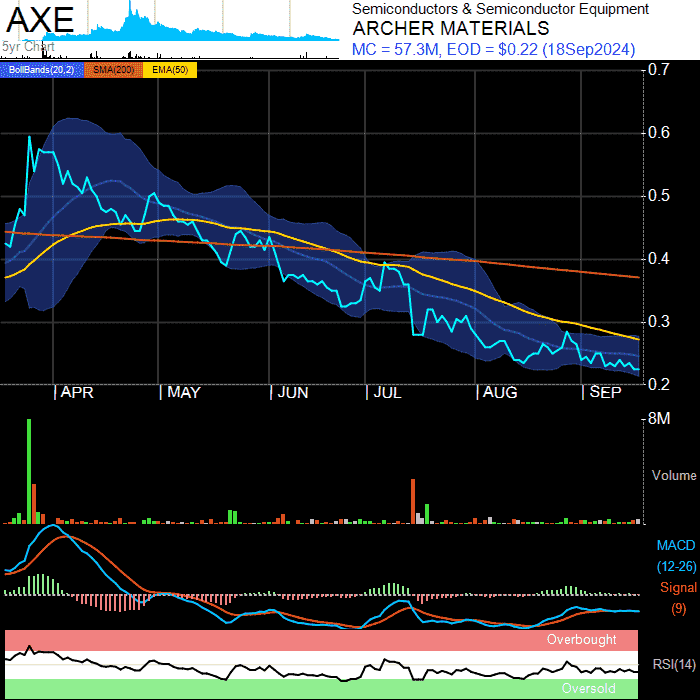 AXE
5yr Chart
Semiconductors & Semiconductor Equipment
ARCHER MATERIALS
MC = 57.3M, EOD = $0.22 (18Sep2024)
BollBands(20,2) SMA(200) EMA(50)
0.7
0.6
0.5
0.4
0.3
0.2
APR MAY JUN JUL AUG SEP
8M
Volume
MACD
(12-26)
Signal
(9)
Overbought
RSI(14)
Oversold